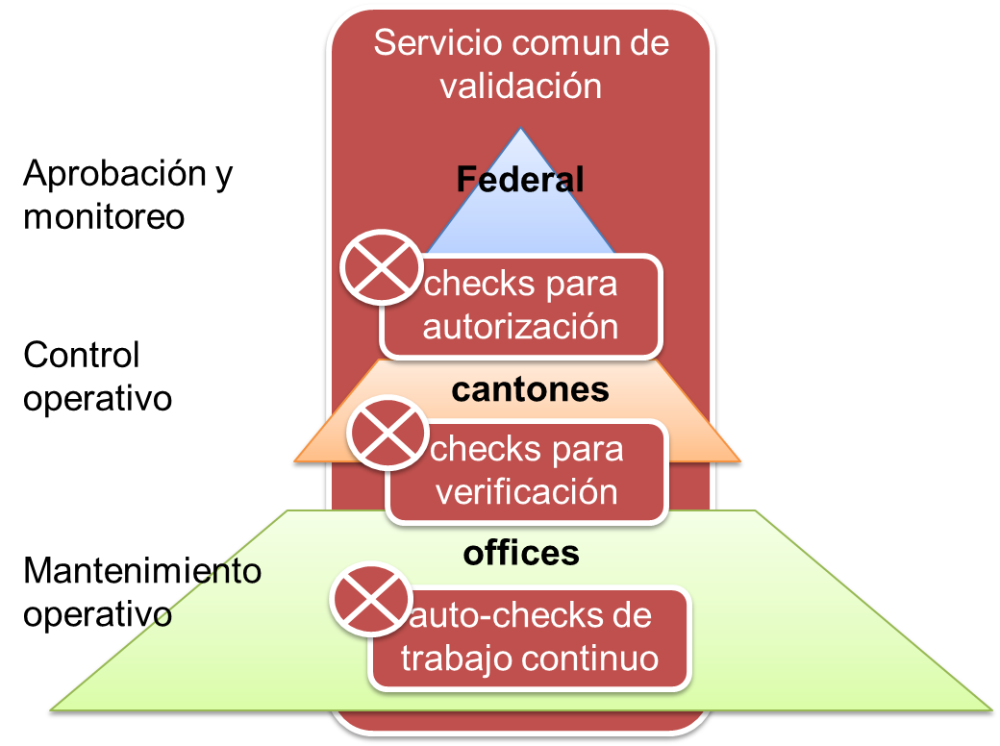 Servicio comun de
validación
Aprobación y
monitoreo
Federal
checks para
autorización
Control
operativo
cantones
checks para
verificación
Mantenimiento
operativo
offices
auto-checks de
trabajo continuo